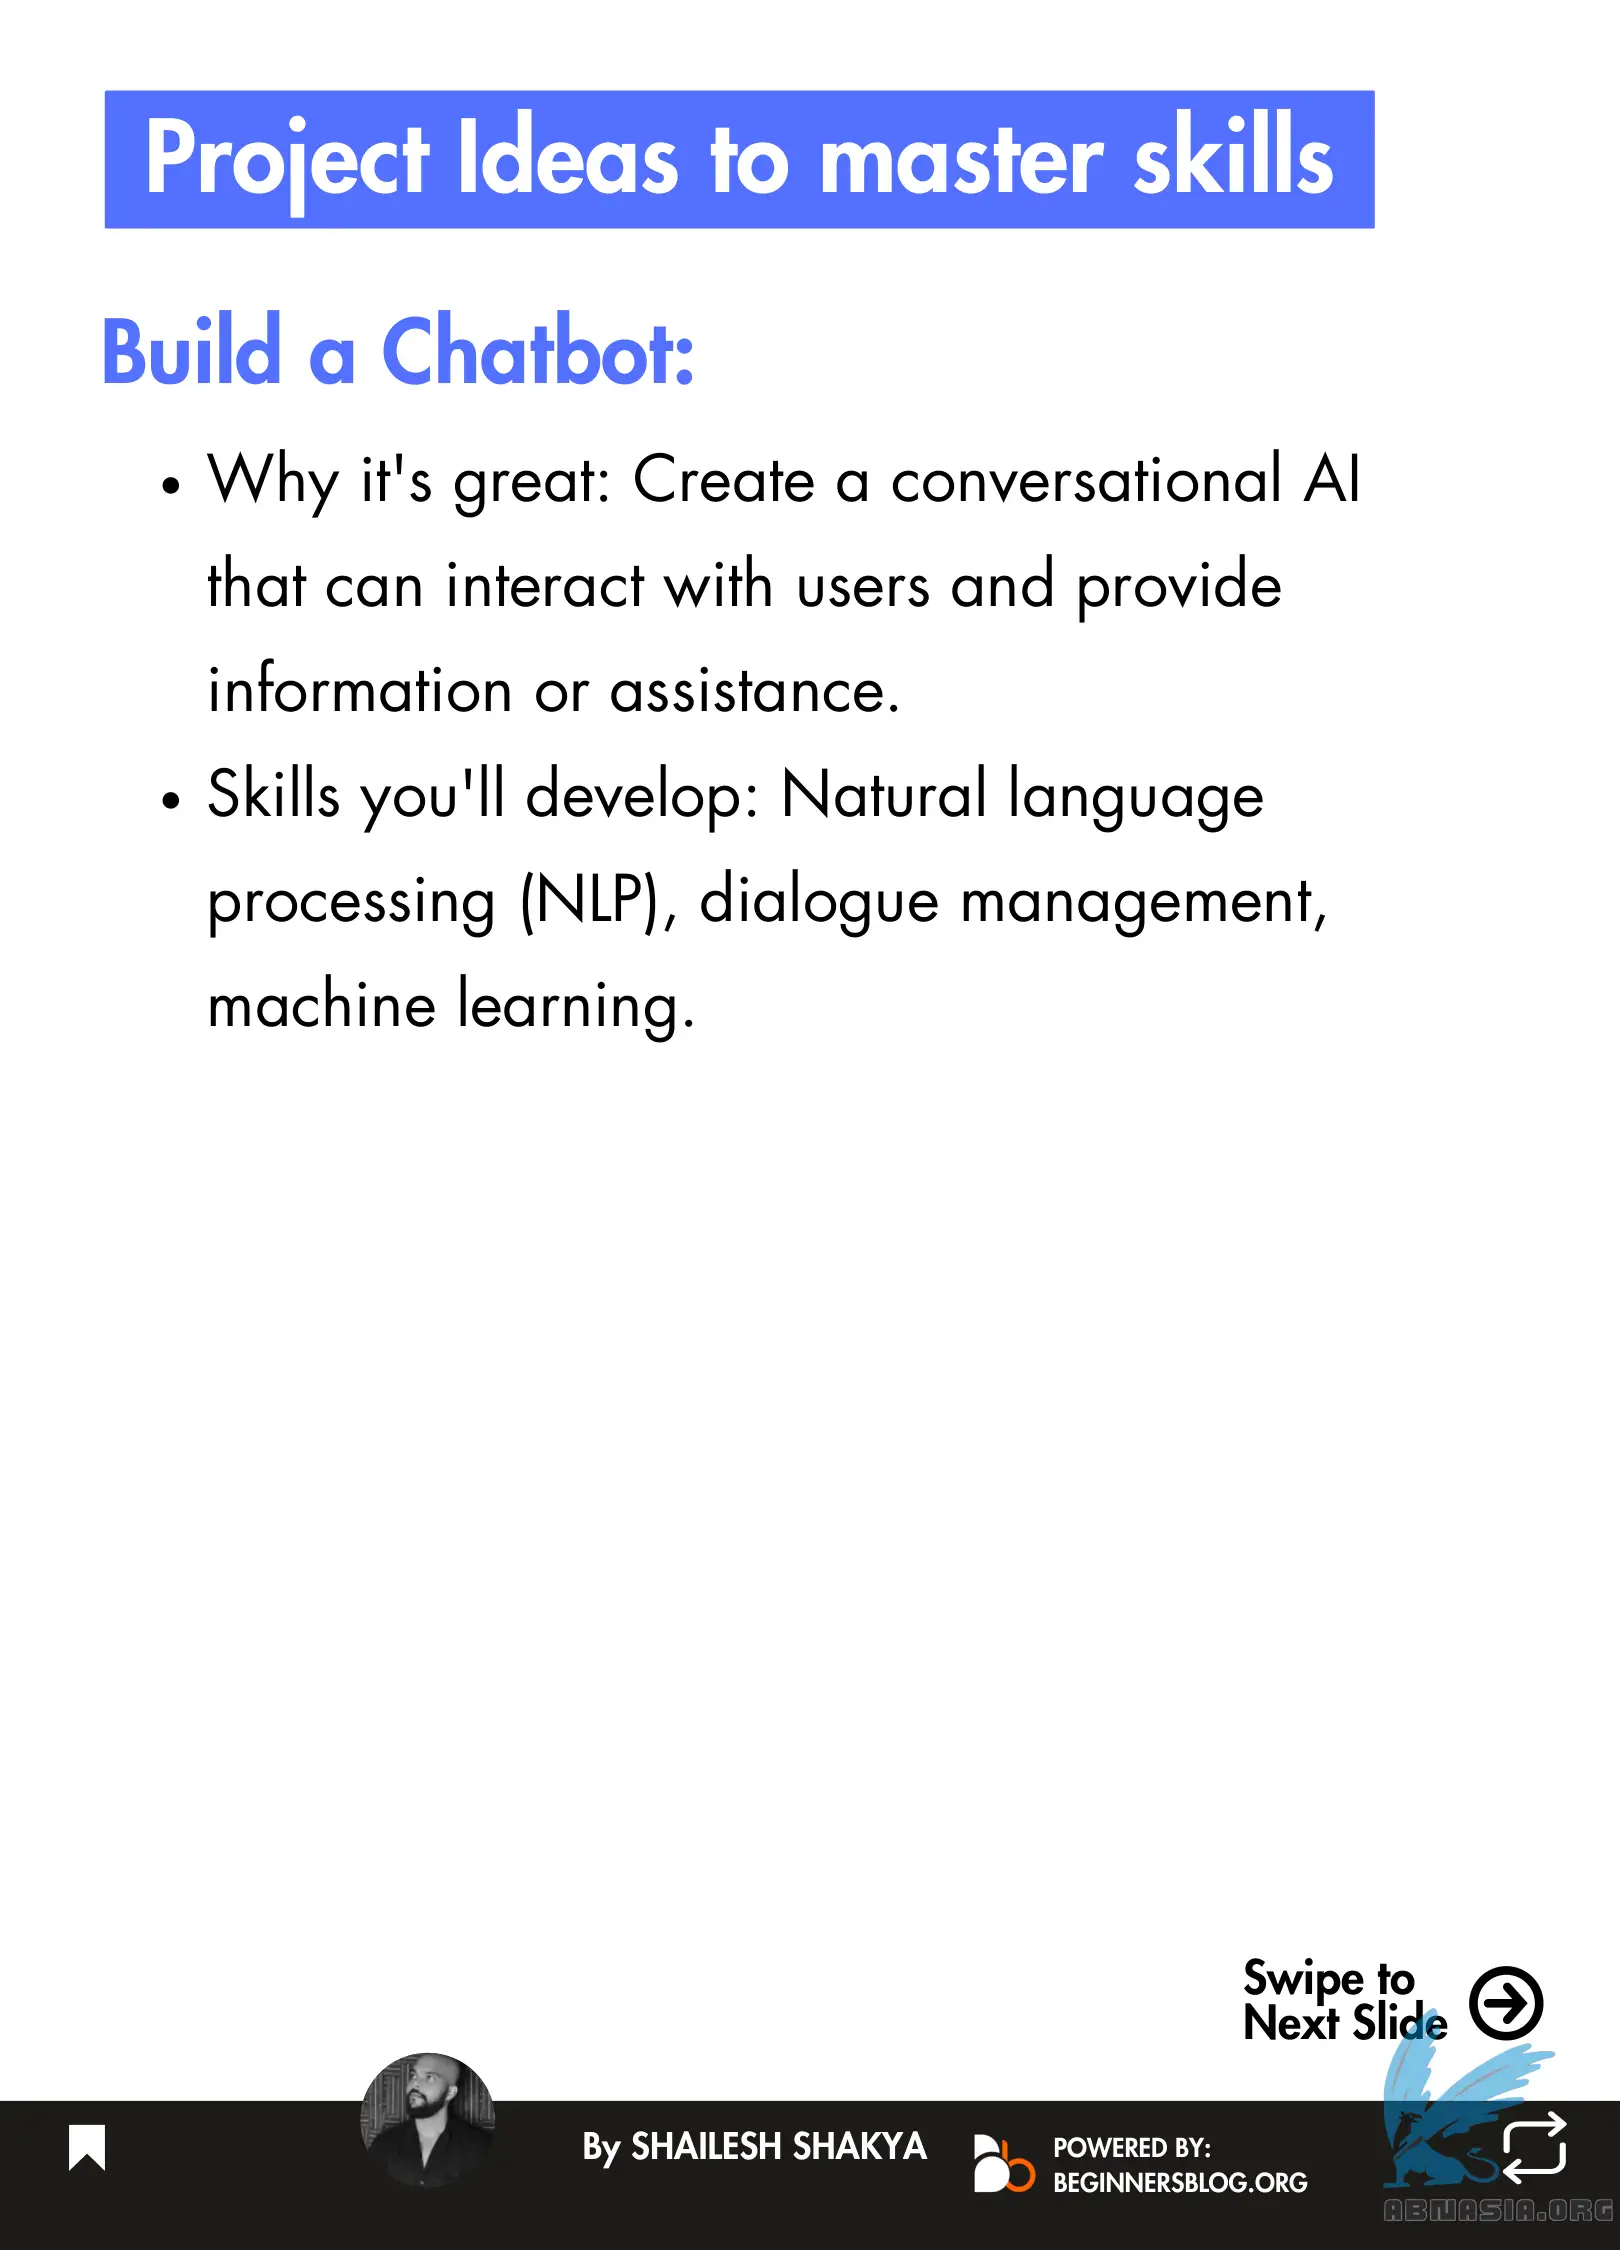 Project Ideas to master skills
Build a Chatbot:
• Why it's great: Create a conversational AI
that can interact with users and provide
information or assistance.
• Skills you'll develop: Natural language
processing (NLP), dialogue management,
machine learning.
Swipe to
Next Slide
By SHAILESH SHAKYA
POWERED BY:
BEGINNERSBLOG.ORG
ABNASIA.ORG